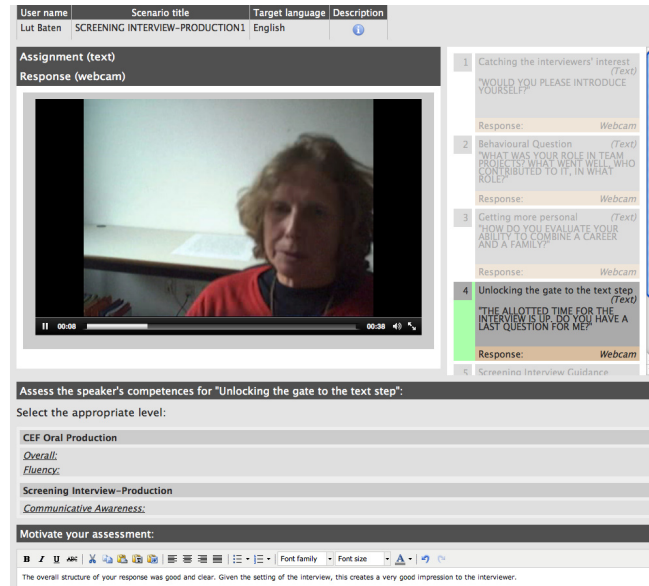 User name Scenario title Target language Description
Lut Baten SCREENING INTERVIEW-PRODUCTION1 English
Assignment (text)
Response (webcam)
00:08 00:38
1 Catching the interviewers' interest
(Text)
"WOULD YOU PLEASE INTRODUCE
YOURSELF?"
Response: Webcam
2 Behavioural Question (Text)
"WHAT WAS YOUR ROLE IN TEAM
PROJECTS? WHAT WENT WELL, WHO
CONTRIBUTED TO IT, IN WHAT
ROLE?"
Response: Webcam
3 Getting more personal (Text)
"HOW DO YOU EVALUATE YOUR
ABILITY TO COMBINE A CAREER
AND A FAMILY?"
Response: Webcam
4 Unlocking the gate to the text step
(Text)
"THE ALLOTTED TIME FOR THE
INTERVIEW IS UP. DO YOU HAVE A
LAST QUESTION FOR ME?"
Response: Webcam
5 Screening Interview Guidance
Assess the speaker's competences for "Unlocking the gate to the text step":
Select the appropriate level:
CEF Oral Production
Overall:
Fluency:
Screening Interview-Production
Communicative Awareness:
Motivate your assessment:
B I U ABC Font family Font size A
The overall structure of your response was good and clear. Given the setting of the interview, this creates a very good impression to the interviewer.